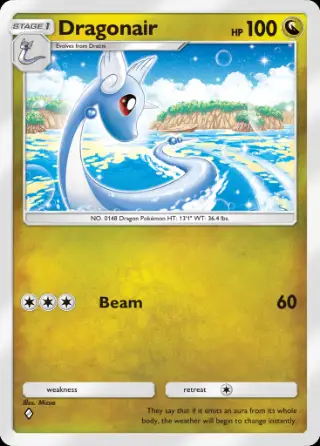 STAGE 1
Dragonair
HP 100
Evolves from Dratini
NO. 0148 Dragon Pokémon HT: 13'1" WT: 36.4 lbs.
Beam 60
weakness
retreat
Illus. Mizue
They say that if it emits an aura from its whole
body, the weather will begin to change instantly.